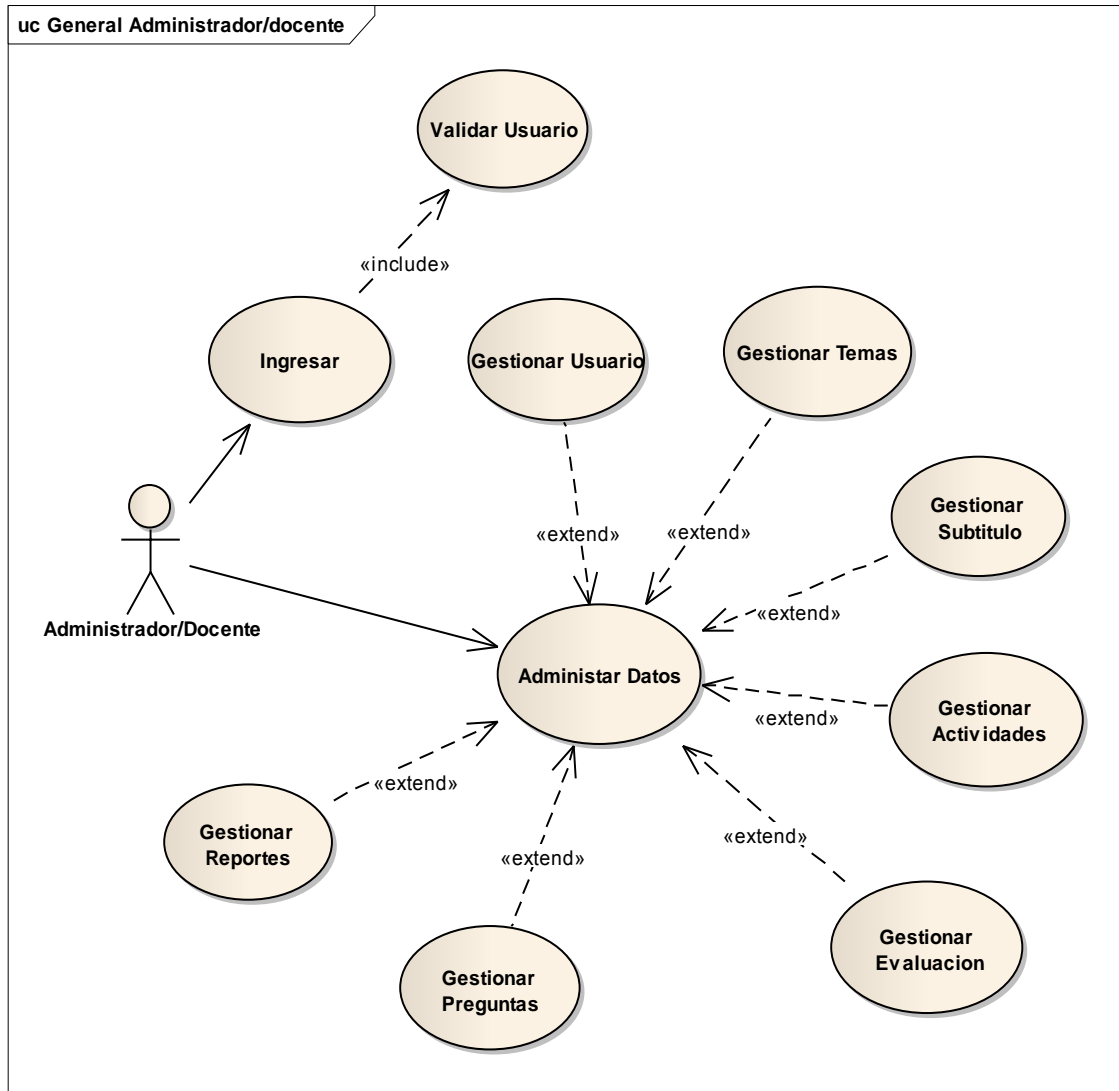 uc General Administrador/docente
Validar Usuario
«include»
Ingresar
Gestionar Usuario
Gestionar Temas
Gestionar
Subtitulo
«extend»
«extend»
«extend»
Administrador/Docente
Administar Datos
Gestionar
Actividades
«extend»
«extend»
Gestionar
Reportes
«extend»
«extend»
Gestionar
Evaluacion
Gestionar
Preguntas